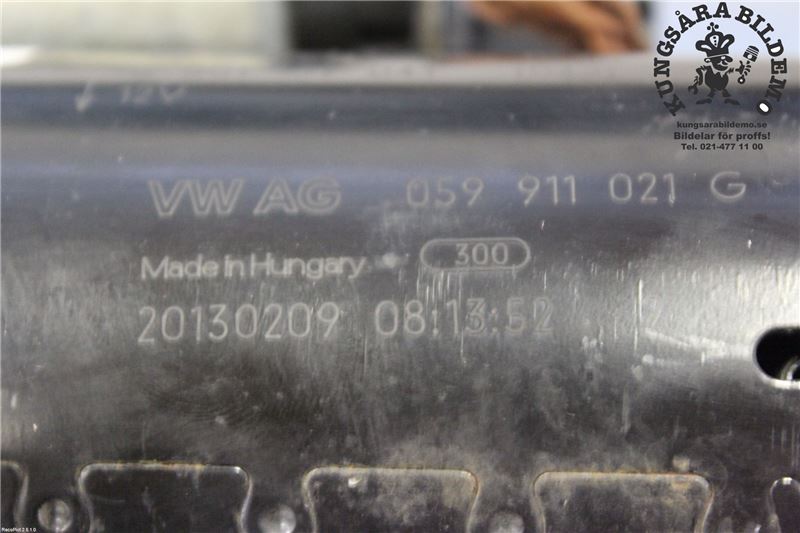 KUNGSÅRA BILDEMO
kungsarabildemo.se
Bildelar för proffs!
Tel. 021-477 11 00
12V
VW AG 059 911 021 G
Made in Hungary 300
20130209 08:13:52